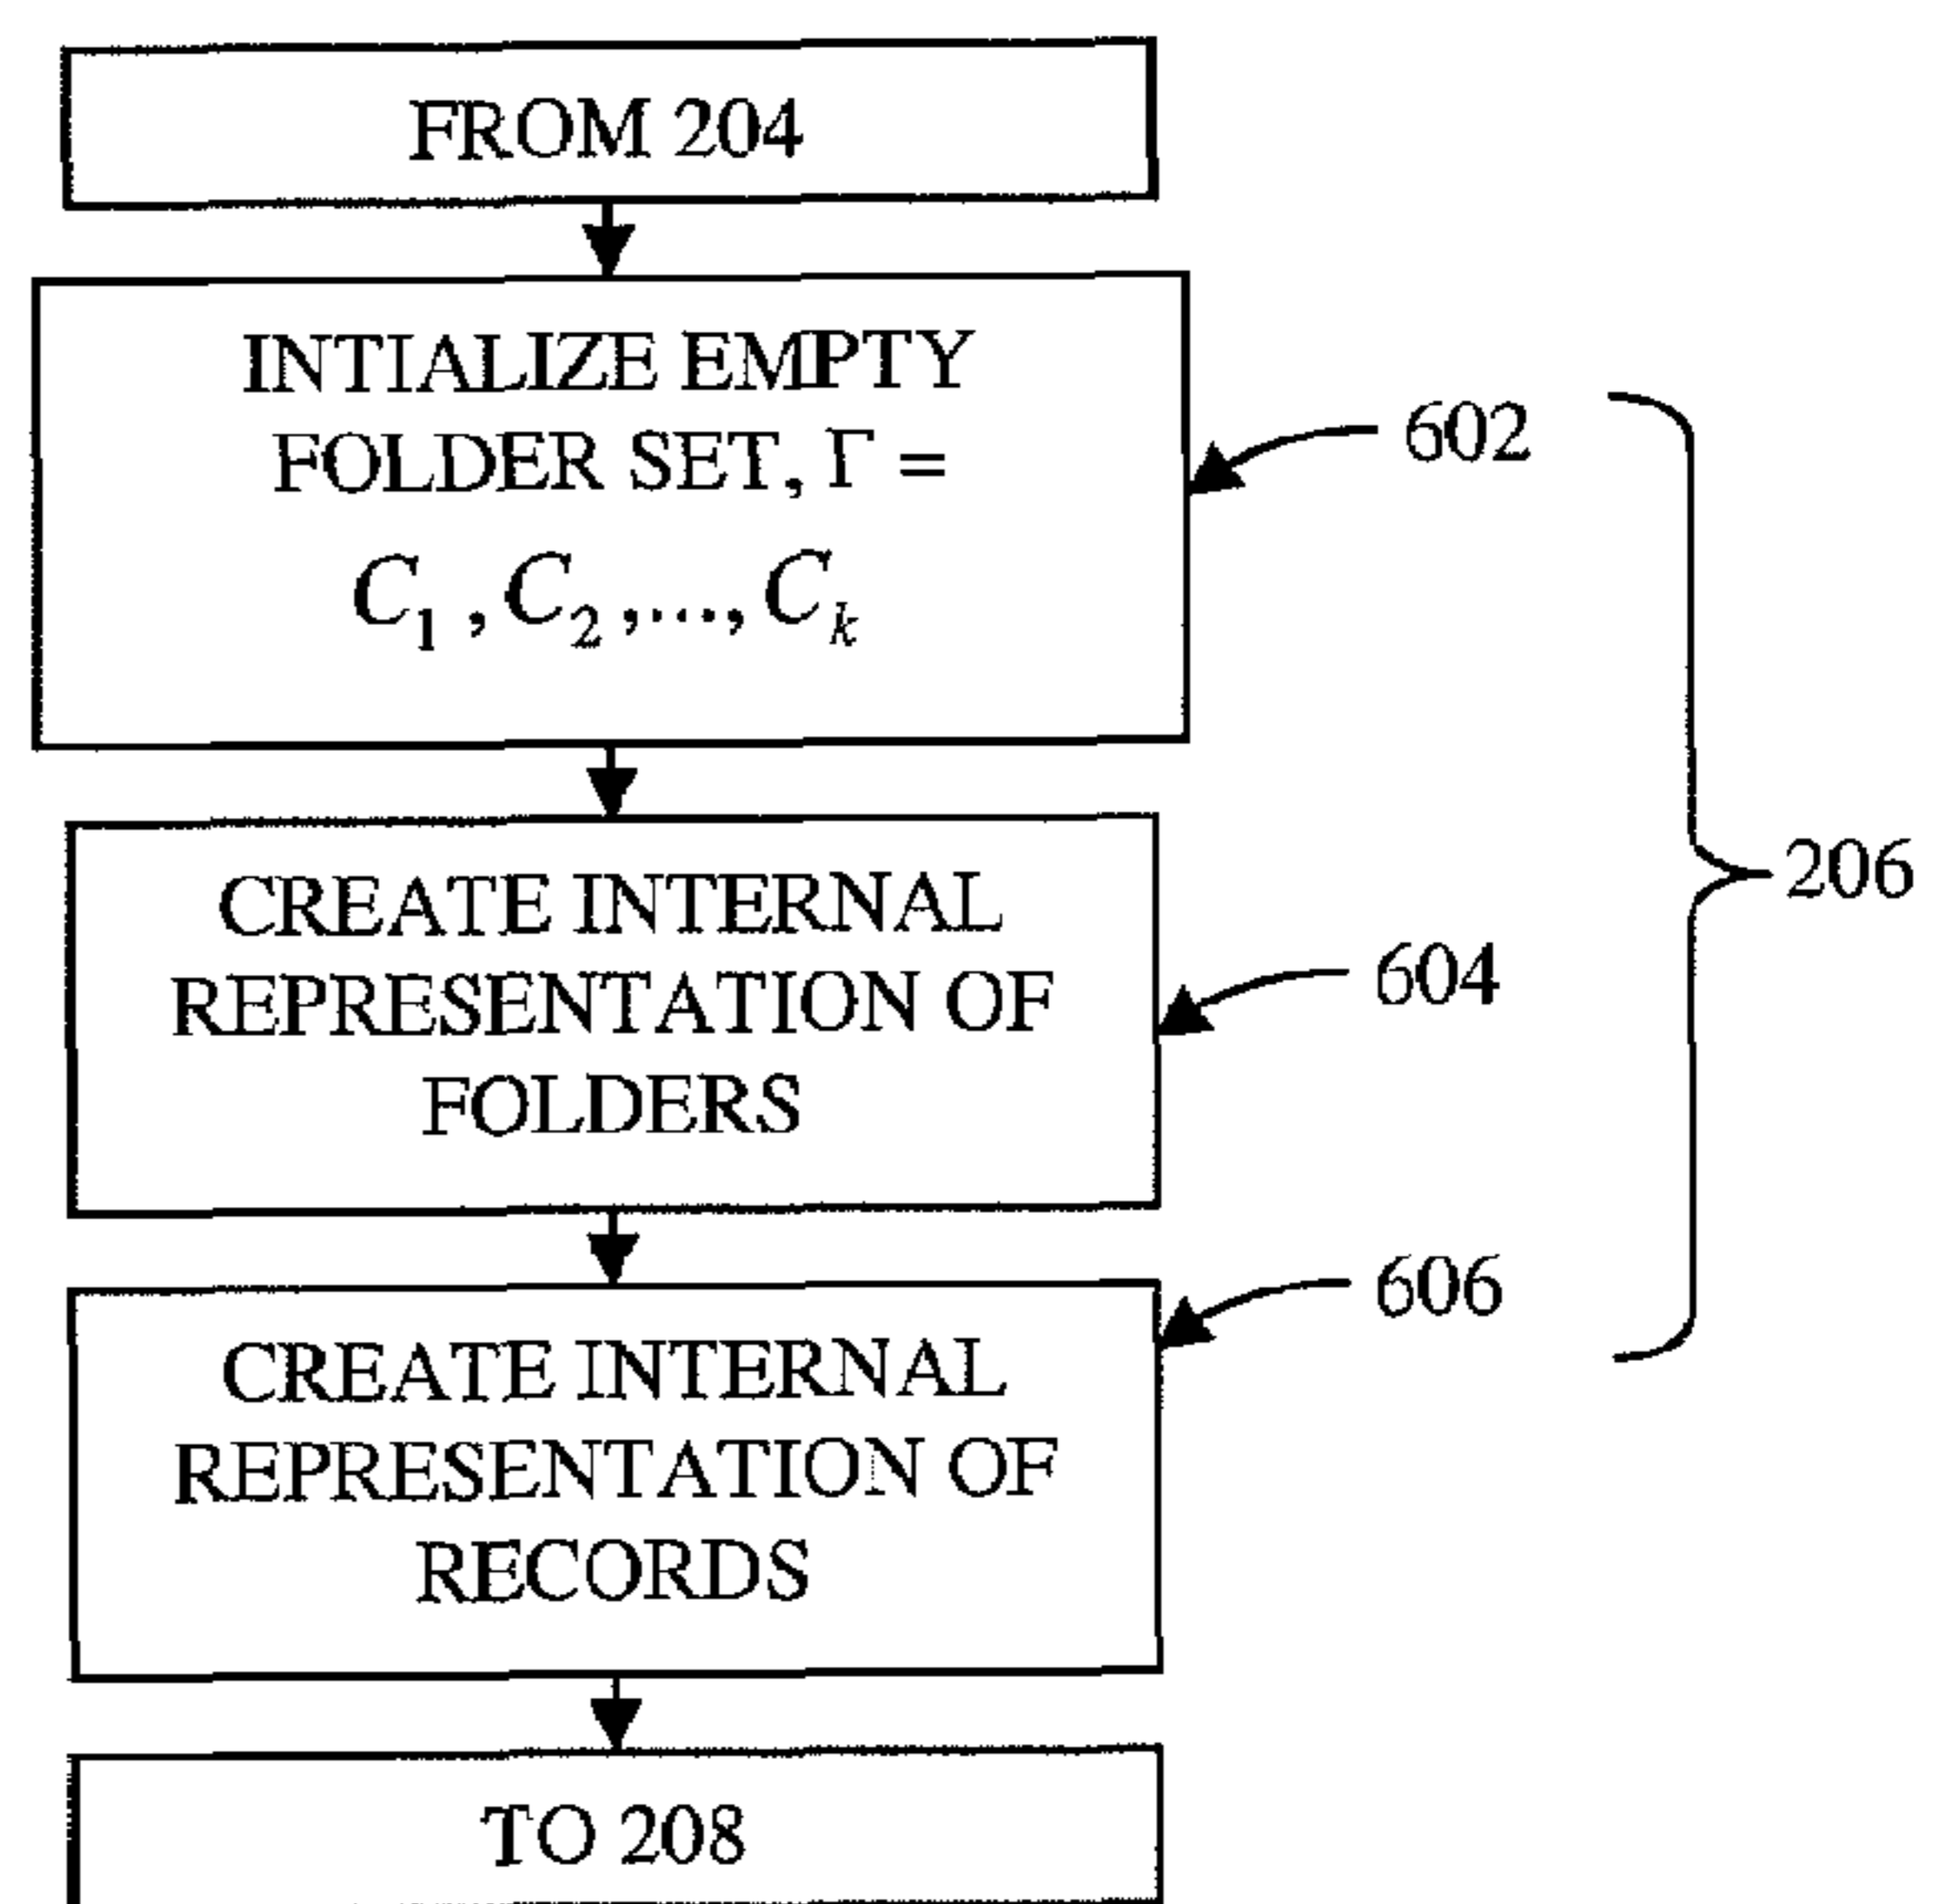 FROM 204
INTIALIZE EMPTY
FOLDER SET, Γ =
C₁, C₂,..., Cₖ
602
206
CREATE INTERNAL
REPRESENTATION OF
FOLDERS
604
CREATE INTERNAL
REPRESENTATION OF
RECORDS
606
TO 208